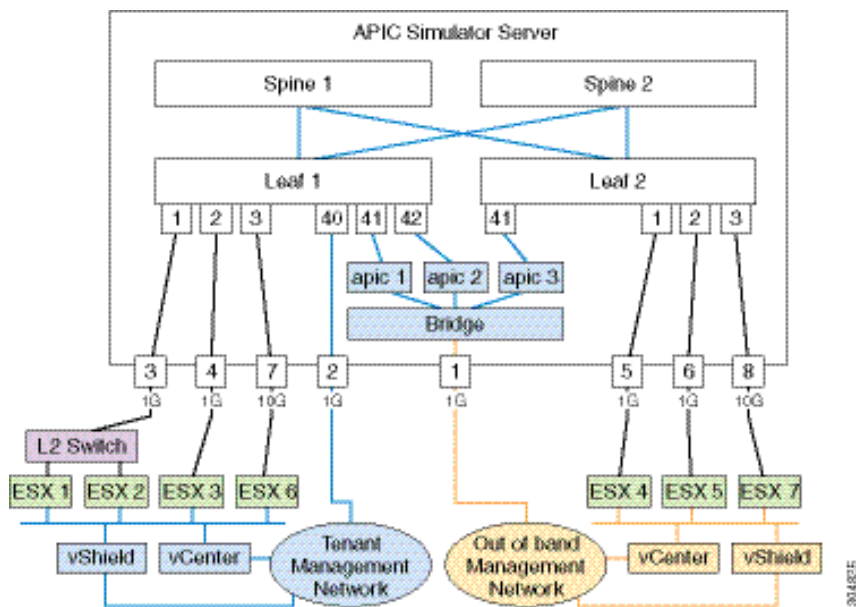 APIC Simulator Server
Spine 1
Spine 2
Leaf 1
Leaf 2
1
2
3
40
41
42
41
1
2
3
apic 1
apic 2
apic 3
Bridge
3
4
7
2
1
5
6
8
1G
1G
10G
1G
1G
1G
1G
10G
L2 Switch
ESX 1
ESX 2
ESX 3
ESX 6
ESX 4
ESX 5
ESX 7
vShield
vCenter
Tenant
Management
Network
Out of band
Management
Network
vCenter
vShield
304825